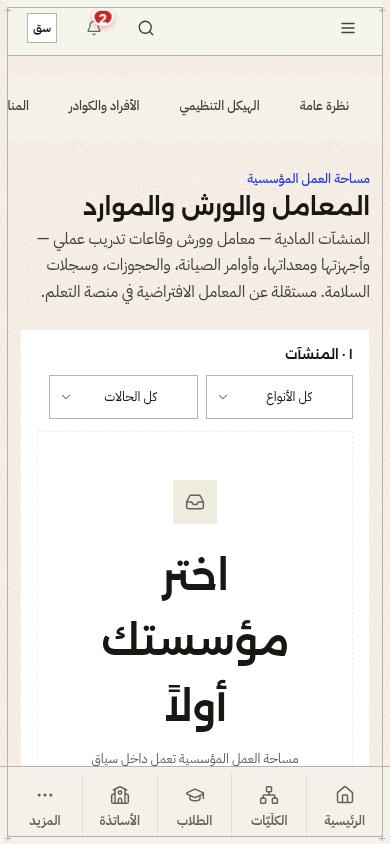 سق
2
نظرة عامة
الهيكل التنظيمي
الأفراد والكوادر
المنا
مساحة العمل المؤسسية
المعامل والورش والموارد
المنشآت المادية — معامل وورش وقاعات تدريب عملي —
وأجهزتها ومعداتها، وأوامر الصيانة، والحجوزات، وسجلات
السلامة. مستقلة عن المعامل الافتراضية في منصة التعلم.
٠١ · المنشآت
كل الأنواع
كل الحالات
اختر
مؤسستك
أولاً
مساحة العمل المؤسسية تعمل داخل سياق
الرئيسية
الكليّات
الطلاب
الأساتذة
المزيد